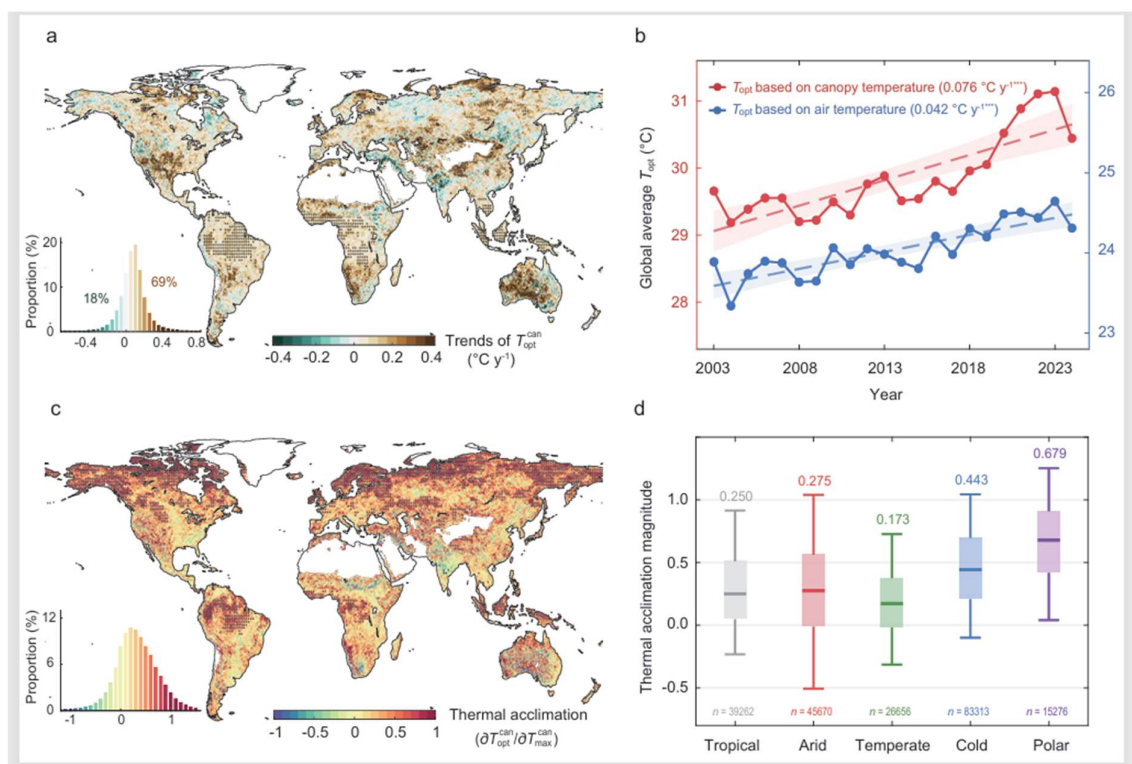 a
Proportion (%)
20
10
0
18%
69%
-0.4 0 0.4 0.8
-0.4 -0.2 0 0.2 0.4
Trends of T_opt^can
(°C y⁻¹)
b
T_opt based on canopy temperature (0.076 °C y⁻¹***)
T_opt based on air temperature (0.042 °C y⁻¹***)
Global average T_opt (°C)
31
30
29
28
26
25
24
23
2003 2008 2013 2018 2023
Year
c
Proportion (%)
12
6
0
-1 0 1
-1 -0.5 0 0.5 1
Thermal acclimation
(∂T_opt^can/∂T_max^can)
d
Thermal acclimation magnitude
1.0
0.5
0.0
-0.5
0.250
0.275
0.173
0.443
0.679
n = 39262 n = 45670 n = 26656 n = 83313 n = 15276
Tropical Arid Temperate Cold Polar